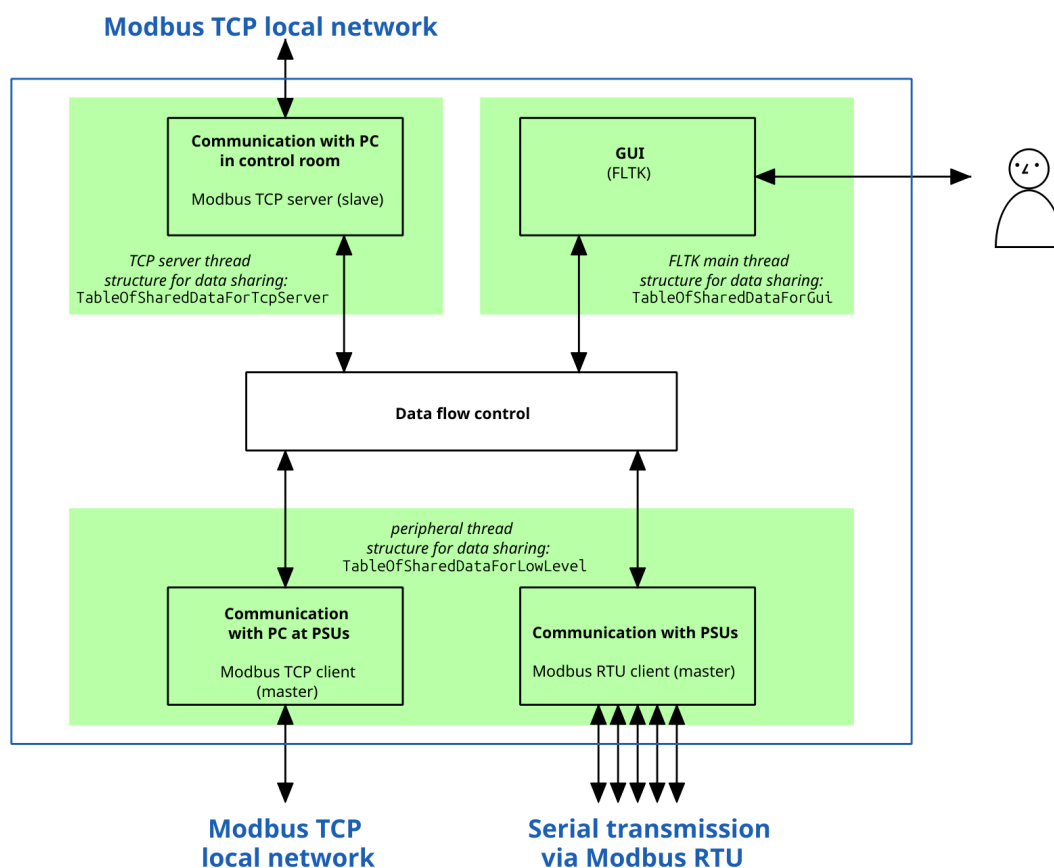 Modbus TCP local network
Communication with PC
in control room
Modbus TCP server (slave)
TCP server thread
structure for data sharing:
TableOfSharedDataForTcpServer
GUI
(FLTK)
FLTK main thread
structure for data sharing:
TableOfSharedDataForGui
Data flow control
peripheral thread
structure for data sharing:
TableOfSharedDataForLowLevel
Communication
with PC at PSUs
Modbus TCP client
(master)
Communication with PSUs
Modbus RTU client (master)
Modbus TCP
local network
Serial transmission
via Modbus RTU